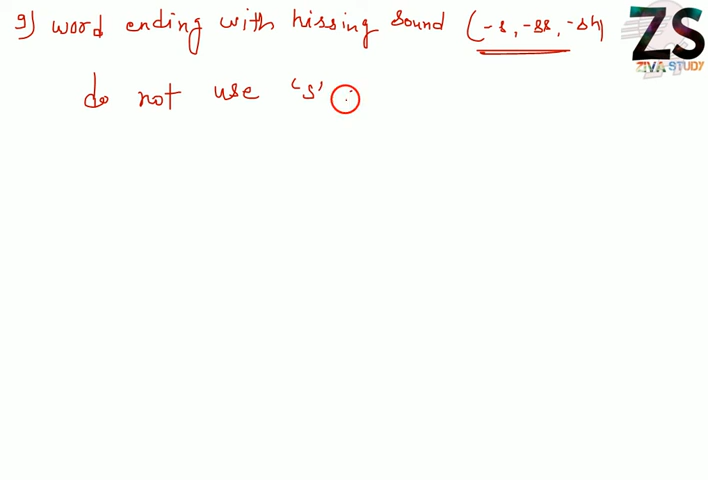 9) word ending with hissing sound (-s, -ss, -sh)
ZS
ZIVA STUDY
do not use 's'